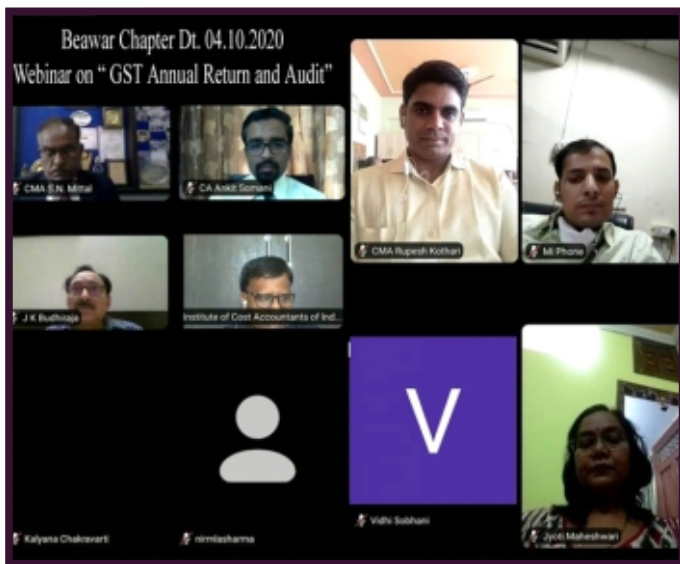 Beawar Chapter Dt. 04.10.2020
Webinar on “ GST Annual Return and Audit”
CMA S.N. Mittal
CA Ankit Somani
CMA Rupesh Kothari
Mi Phone
J K Budhiraja
Institute of Cost Accountants of Ind...
V
Kalyana Chakravarti
nirmlasharma
Vidhi Sobhani
Jyoti Maheshwari